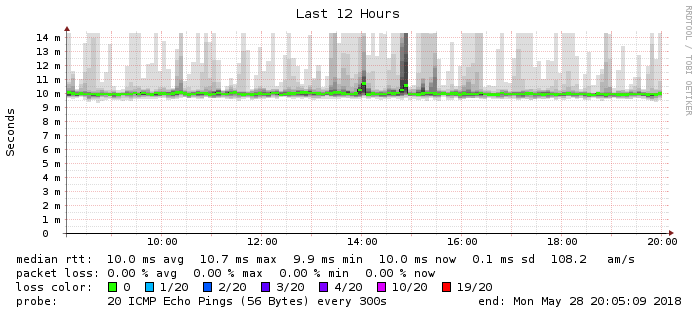 Last 12 Hours
RRDTOOL / TOBI OETIKER
Seconds
14 m
13 m
12 m
11 m
10 m
9 m
8 m
7 m
6 m
5 m
4 m
3 m
2 m
1 m
0
10:00 12:00 14:00 16:00 18:00 20:00
median rtt: 10.0 ms avg 10.7 ms max 9.9 ms min 10.0 ms now 0.1 ms sd 108.2 am/s
packet loss: 0.00 % avg 0.00 % max 0.00 % min 0.00 % now
loss color: 0 1/20 2/20 3/20 4/20 10/20 19/20
probe: 20 ICMP Echo Pings (56 Bytes) every 300s end: Mon May 28 20:05:09 2018